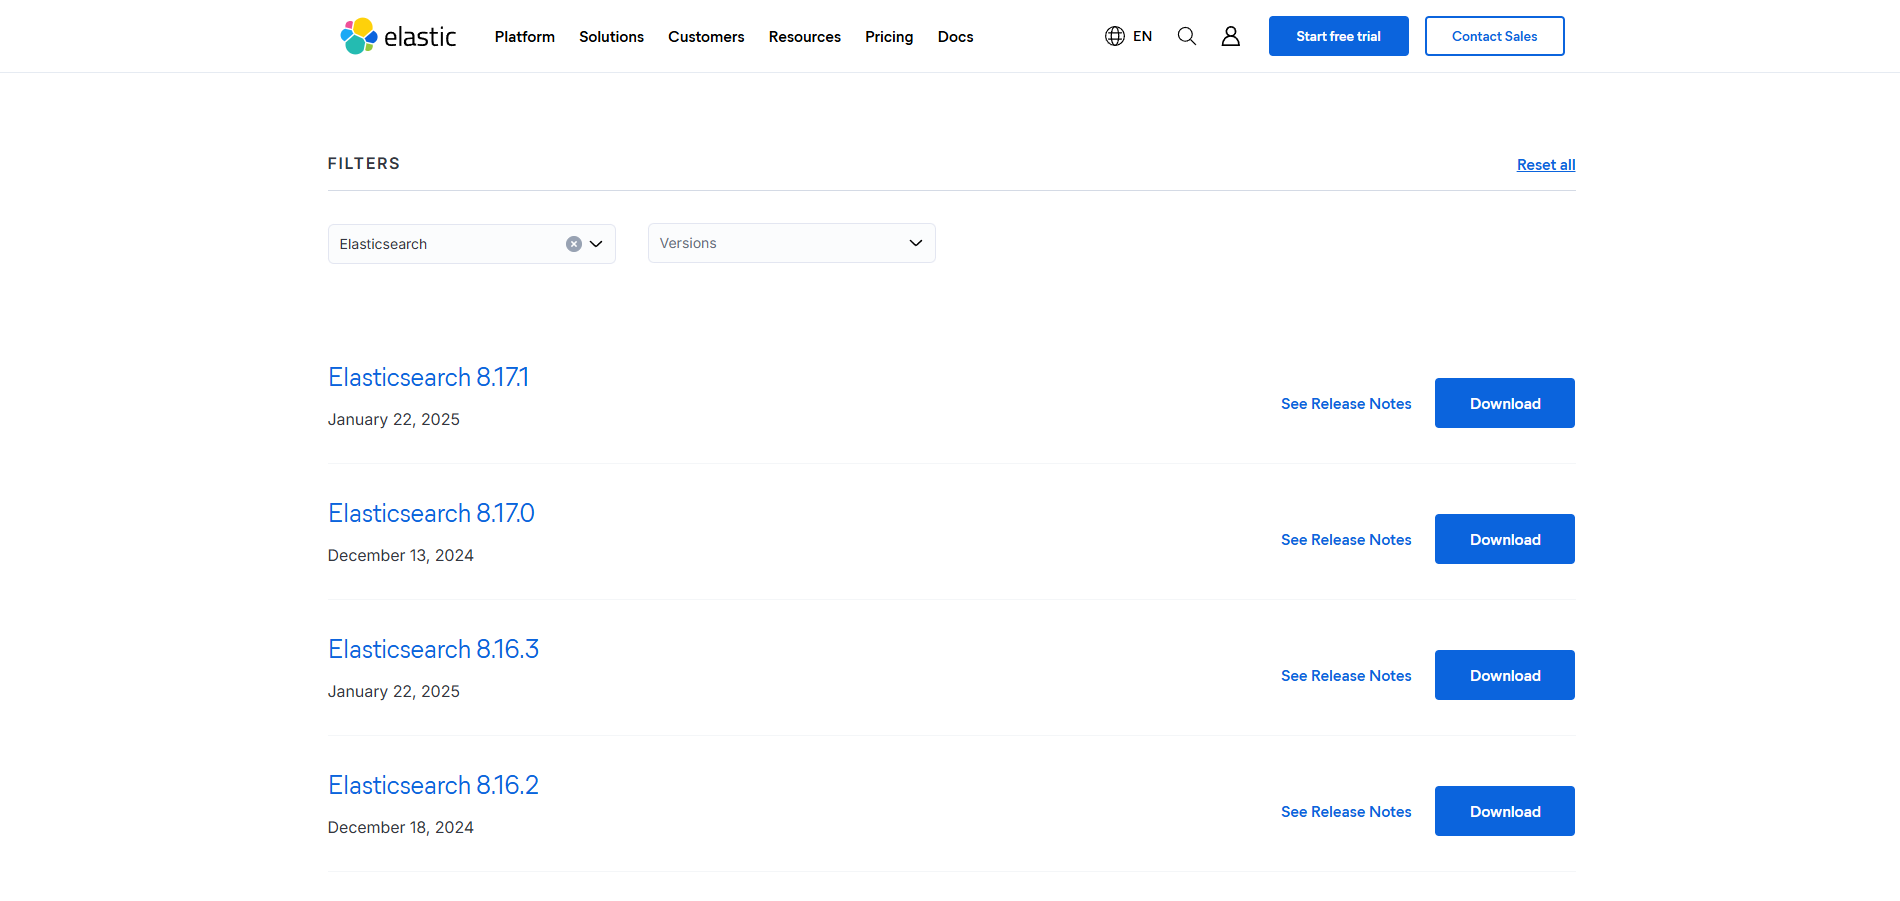 elastic Platform Solutions Customers Resources Pricing Docs EN Start free trial Contact Sales
FILTERS Reset all
Elasticsearch Versions
Elasticsearch 8.17.1
January 22, 2025
See Release Notes Download
Elasticsearch 8.17.0
December 13, 2024
See Release Notes Download
Elasticsearch 8.16.3
January 22, 2025
See Release Notes Download
Elasticsearch 8.16.2
December 18, 2024
See Release Notes Download